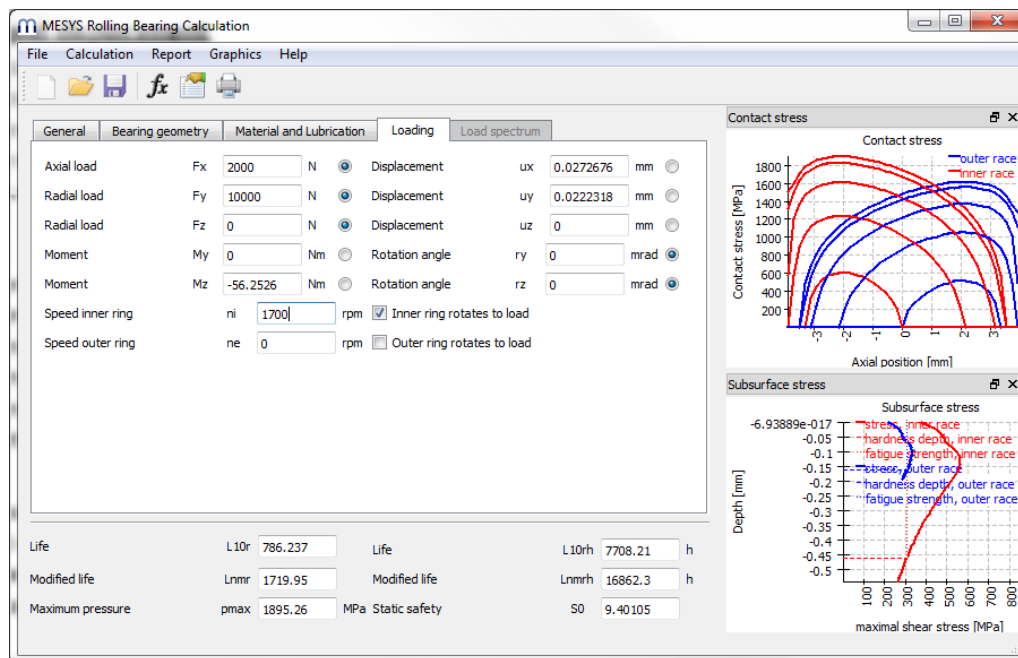 MESYS Rolling Bearing Calculation
File Calculation Report Graphics Help
fx
General Bearing geometry Material and Lubrication Loading Load spectrum
Axial load Fx 2000 N Displacement ux 0.0272676 mm
Radial load Fy 10000 N Displacement uy 0.0222318 mm
Radial load Fz 0 N Displacement uz 0 mm
Moment My 0 Nm Rotation angle ry 0 mrad
Moment Mz -56.2526 Nm Rotation angle rz 0 mrad
Speed inner ring ni 1700 rpm Inner ring rotates to load
Speed outer ring ne 0 rpm Outer ring rotates to load
Life L10r 786.237 Life L10rh 7708.21 h
Modified life Lnmr 1719.95 Modified life Lnmrh 16862.3 h
Maximum pressure pmax 1895.26 MPa Static safety S0 9.40105
Contact stress
Contact stress
outer race
inner race
Contact stress [MPa]
1800
1600
1400
1200
1000
800
600
400
200
-3 -2 -1 0 1 2 3
Axial position [mm]
Subsurface stress
Subsurface stress
stress, inner race
hardness depth, inner race
fatigue strength, inner race
stress, outer race
hardness depth, outer race
fatigue strength, outer race
Depth [mm]
-6.93889e-017
-0.05
-0.1
-0.15
-0.2
-0.25
-0.3
-0.35
-0.4
-0.45
-0.5
100 200 300 400 500 600 700 800
maximal shear stress [MPa]